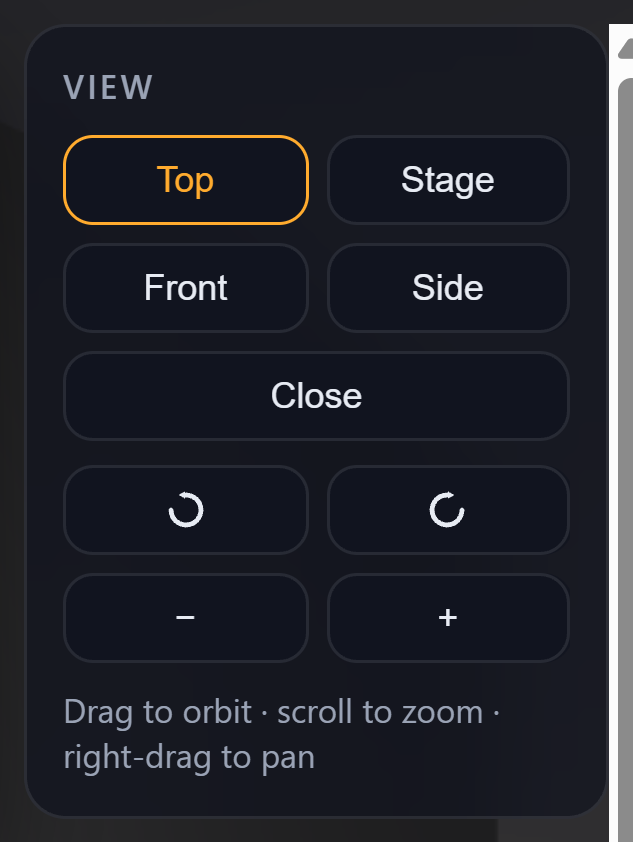 VIEW
Top Stage
Front Side
Close
− +
Drag to orbit · scroll to zoom ·
right-drag to pan